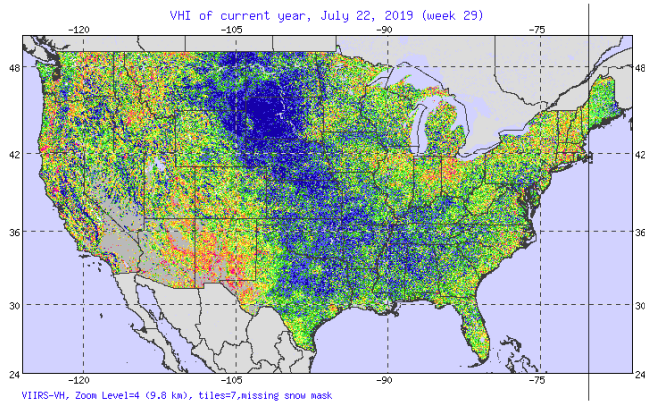 VHI of current year, July 22, 2019 (week 29)
-120 -105 -90 -75
48 48
42 42
36 36
30 30
24 24
-120 -105 -90 -75
VIIRS-VH, Zoom Level=4 (9.8 km), tiles=7,missing snow mask